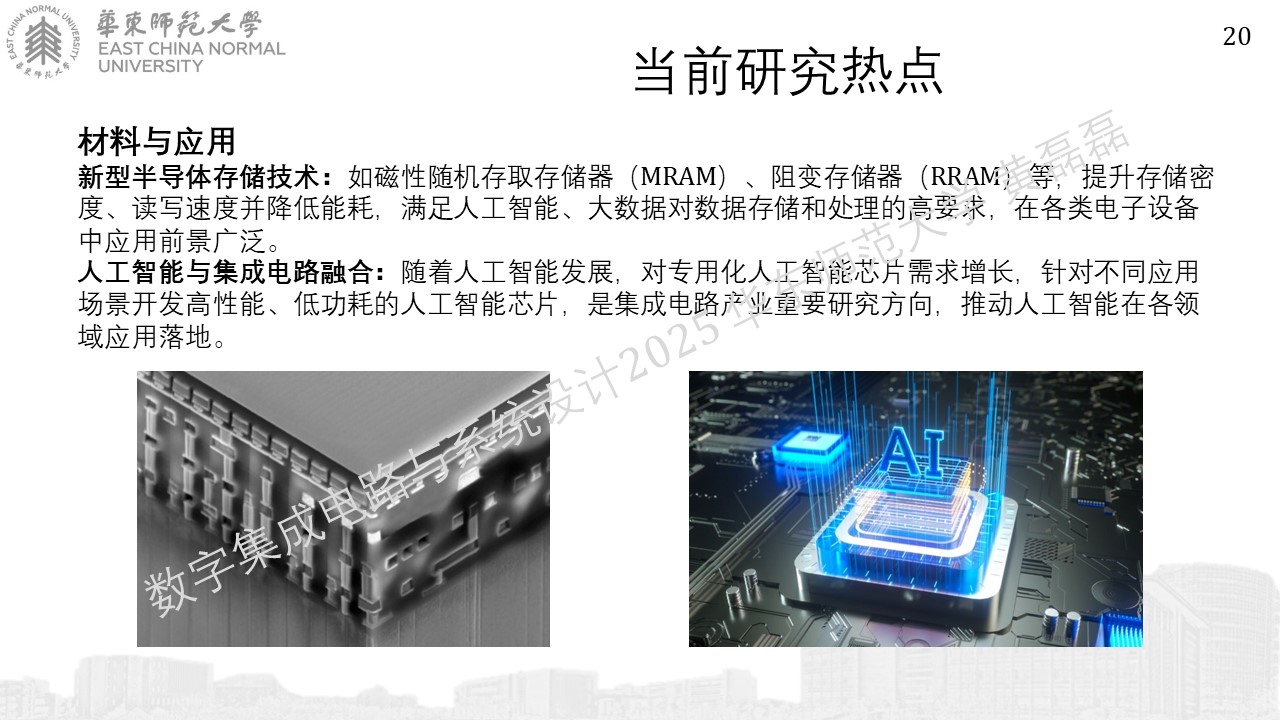 EAST CHINA NORMAL UNIVERSITY
華東師範大學
華東師範大學
EAST CHINA NORMAL
UNIVERSITY
20
当前研究热点
材料与应用
新型半导体存储技术：如磁性随机存取存储器（MRAM）、阻变存储器（RRAM）等，提升存储密
度、读写速度并降低能耗，满足人工智能、大数据对数据存储和处理的高要求，在各类电子设备
中应用前景广泛。
人工智能与集成电路融合：随着人工智能发展，对专用化人工智能芯片需求增长，针对不同应用
场景开发高性能、低功耗的人工智能芯片，是集成电路产业重要研究方向，推动人工智能在各领
域应用落地。
AI
数字集成电路与系统设计2025 华东师范大学 黄磊磊